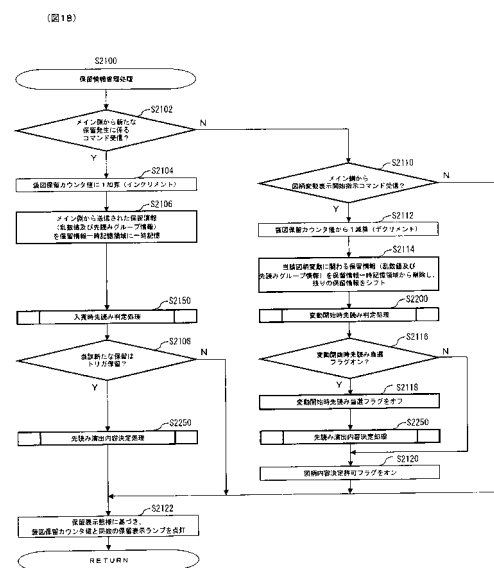 (図18)
S2100
保留情報管理処理
S2102
メイン側から新たな
保留発生に係る
コマンド受信?
N
Y
S2104
装図保留カウンタ値に1加算(インクリメント)
S2106
メイン側から送信された保留情報
(乱数値及び先読みグループ情報)
を保留情報一時記憶領域に一時記憶
S2150
入賞時先読み判定処理
S2108
当該新たな保留は
トリガ保留?
N
Y
S2250
先読み演出内容決定処理
S2110
メイン側から
図柄変動表示開始指示コマンド受信?
N
Y
S2112
装図保留カウンタ値から1減算(デクリメント)
S2114
当該図柄変動に関わる保留情報(乱数値及び
先読みグループ情報)を保留情報一時記憶領域から削除し、
残りの保留情報をシフト
S2200
変動開始時先読み判定処理
S2116
変動開始時先読み当選
フラグオン?
N
Y
S2118
変動開始時先読み当選フラグをオフ
S2250
先読み演出内容決定処理
S2120
図柄内容決定許可フラグをオン
S2122
保留表示態様に基づき、
装図保留カウンタ値と同数の保留表示ランプを点灯
RETURN